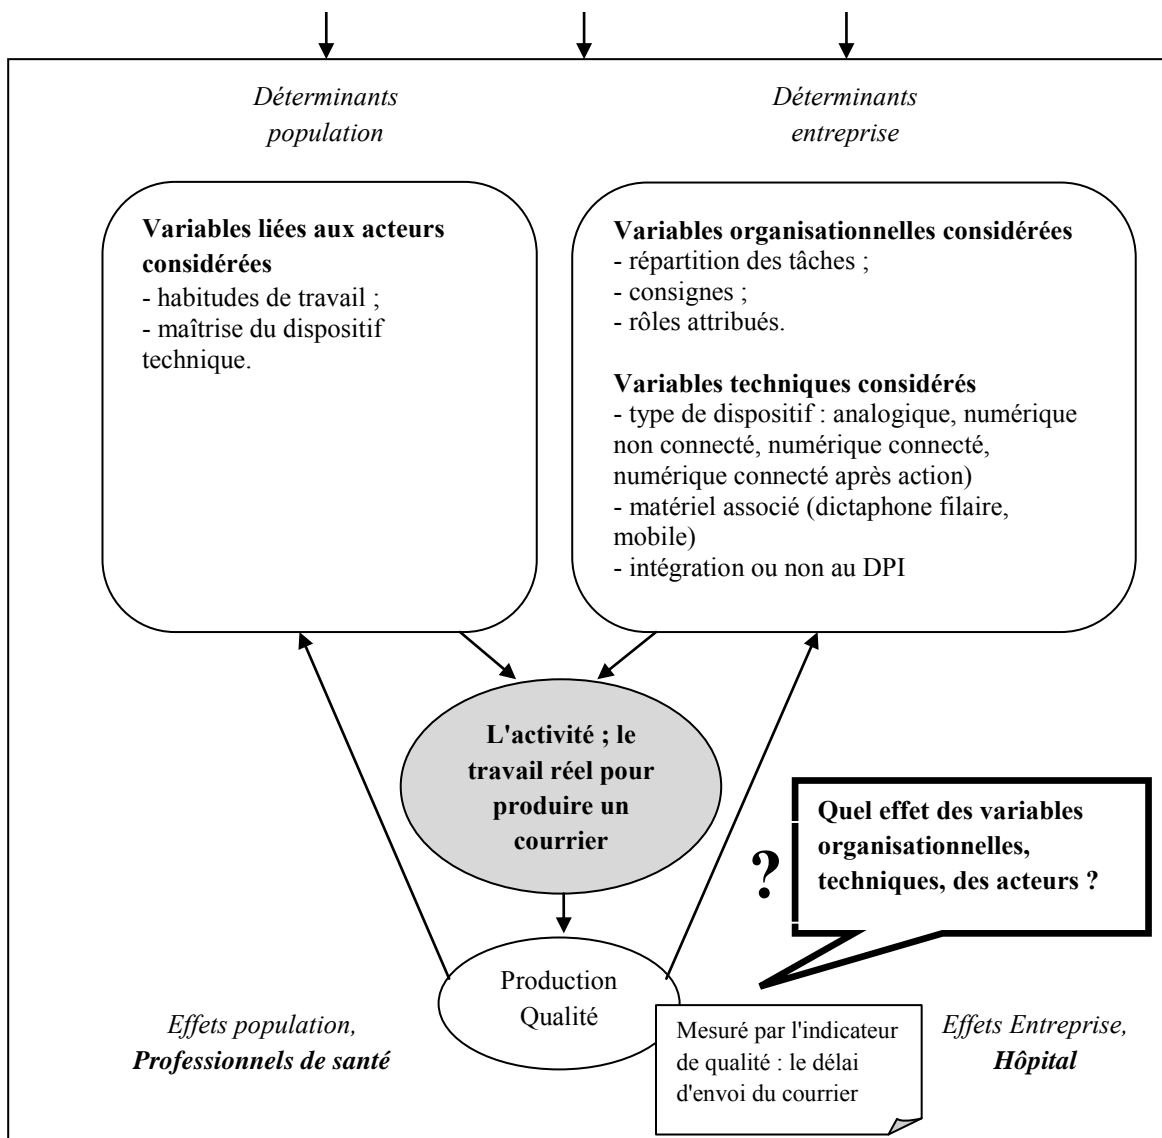 Déterminants
population
Déterminants
entreprise
Variables liées aux acteurs
considérées
- habitudes de travail ;
- maîtrise du dispositif
technique.
Variables organisationnelles considérées
- répartition des tâches ;
- consignes ;
- rôles attribués.
Variables techniques considérés
- type de dispositif : analogique, numérique
non connecté, numérique connecté,
numérique connecté après action)
- matériel associé (dictaphone filaire,
mobile)
- intégration ou non au DPI
L'activité ; le
travail réel pour
produire un
courrier
?
Quel effet des variables
organisationnelles,
techniques, des acteurs ?
Production
Qualité
Effets population,
Professionnels de santé
Mesuré par l'indicateur
de qualité : le délai
d'envoi du courrier
Effets Entreprise,
Hôpital